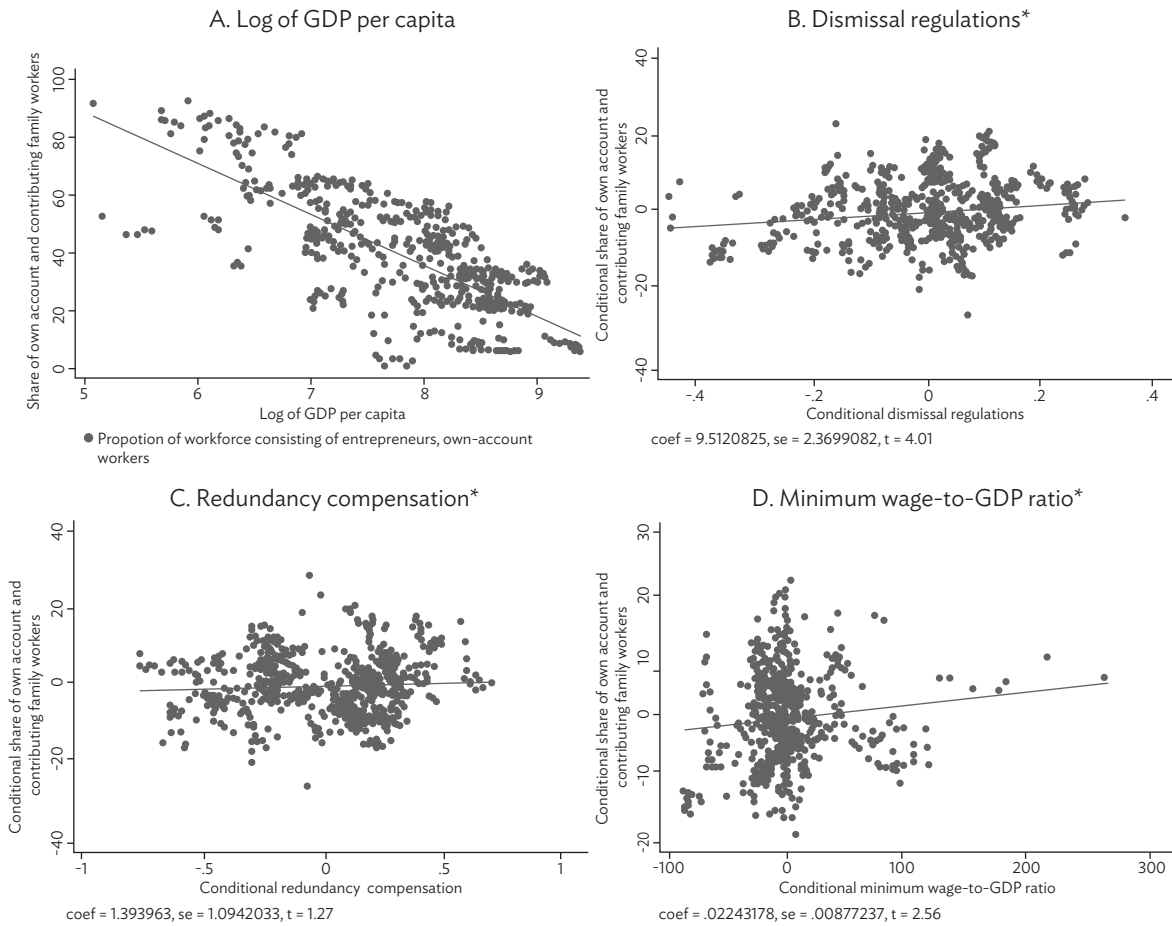 A. Log of GDP per capita
Share of own account and contributing family workers
100
80
60
40
20
0
5
6
7
8
9
Log of GDP per capita
Propotion of workforce consisting of entrepreneurs, own-account
workers
B. Dismissal regulations*
Conditional share of own account and
contributing family workers
40
20
0
-20
-40
-.4
-.2
0
.2
.4
Conditional dismissal regulations
coef = 9.5120825, se = 2.3699082, t = 4.01
C. Redundancy compensation*
Conditional share of own account and
contributing family workers
40
20
0
-20
-40
-1
-.5
0
.5
1
Conditional redundancy compensation
coef = 1.393963, se = 1.0942033, t = 1.27
D. Minimum wage-to-GDP ratio*
Conditional share of own account and
contributing family workers
30
20
10
0
-10
-20
-100
0
100
200
300
Conditional minimum wage-to-GDP ratio
coef = .02243178, se = .00877237, t = 2.56